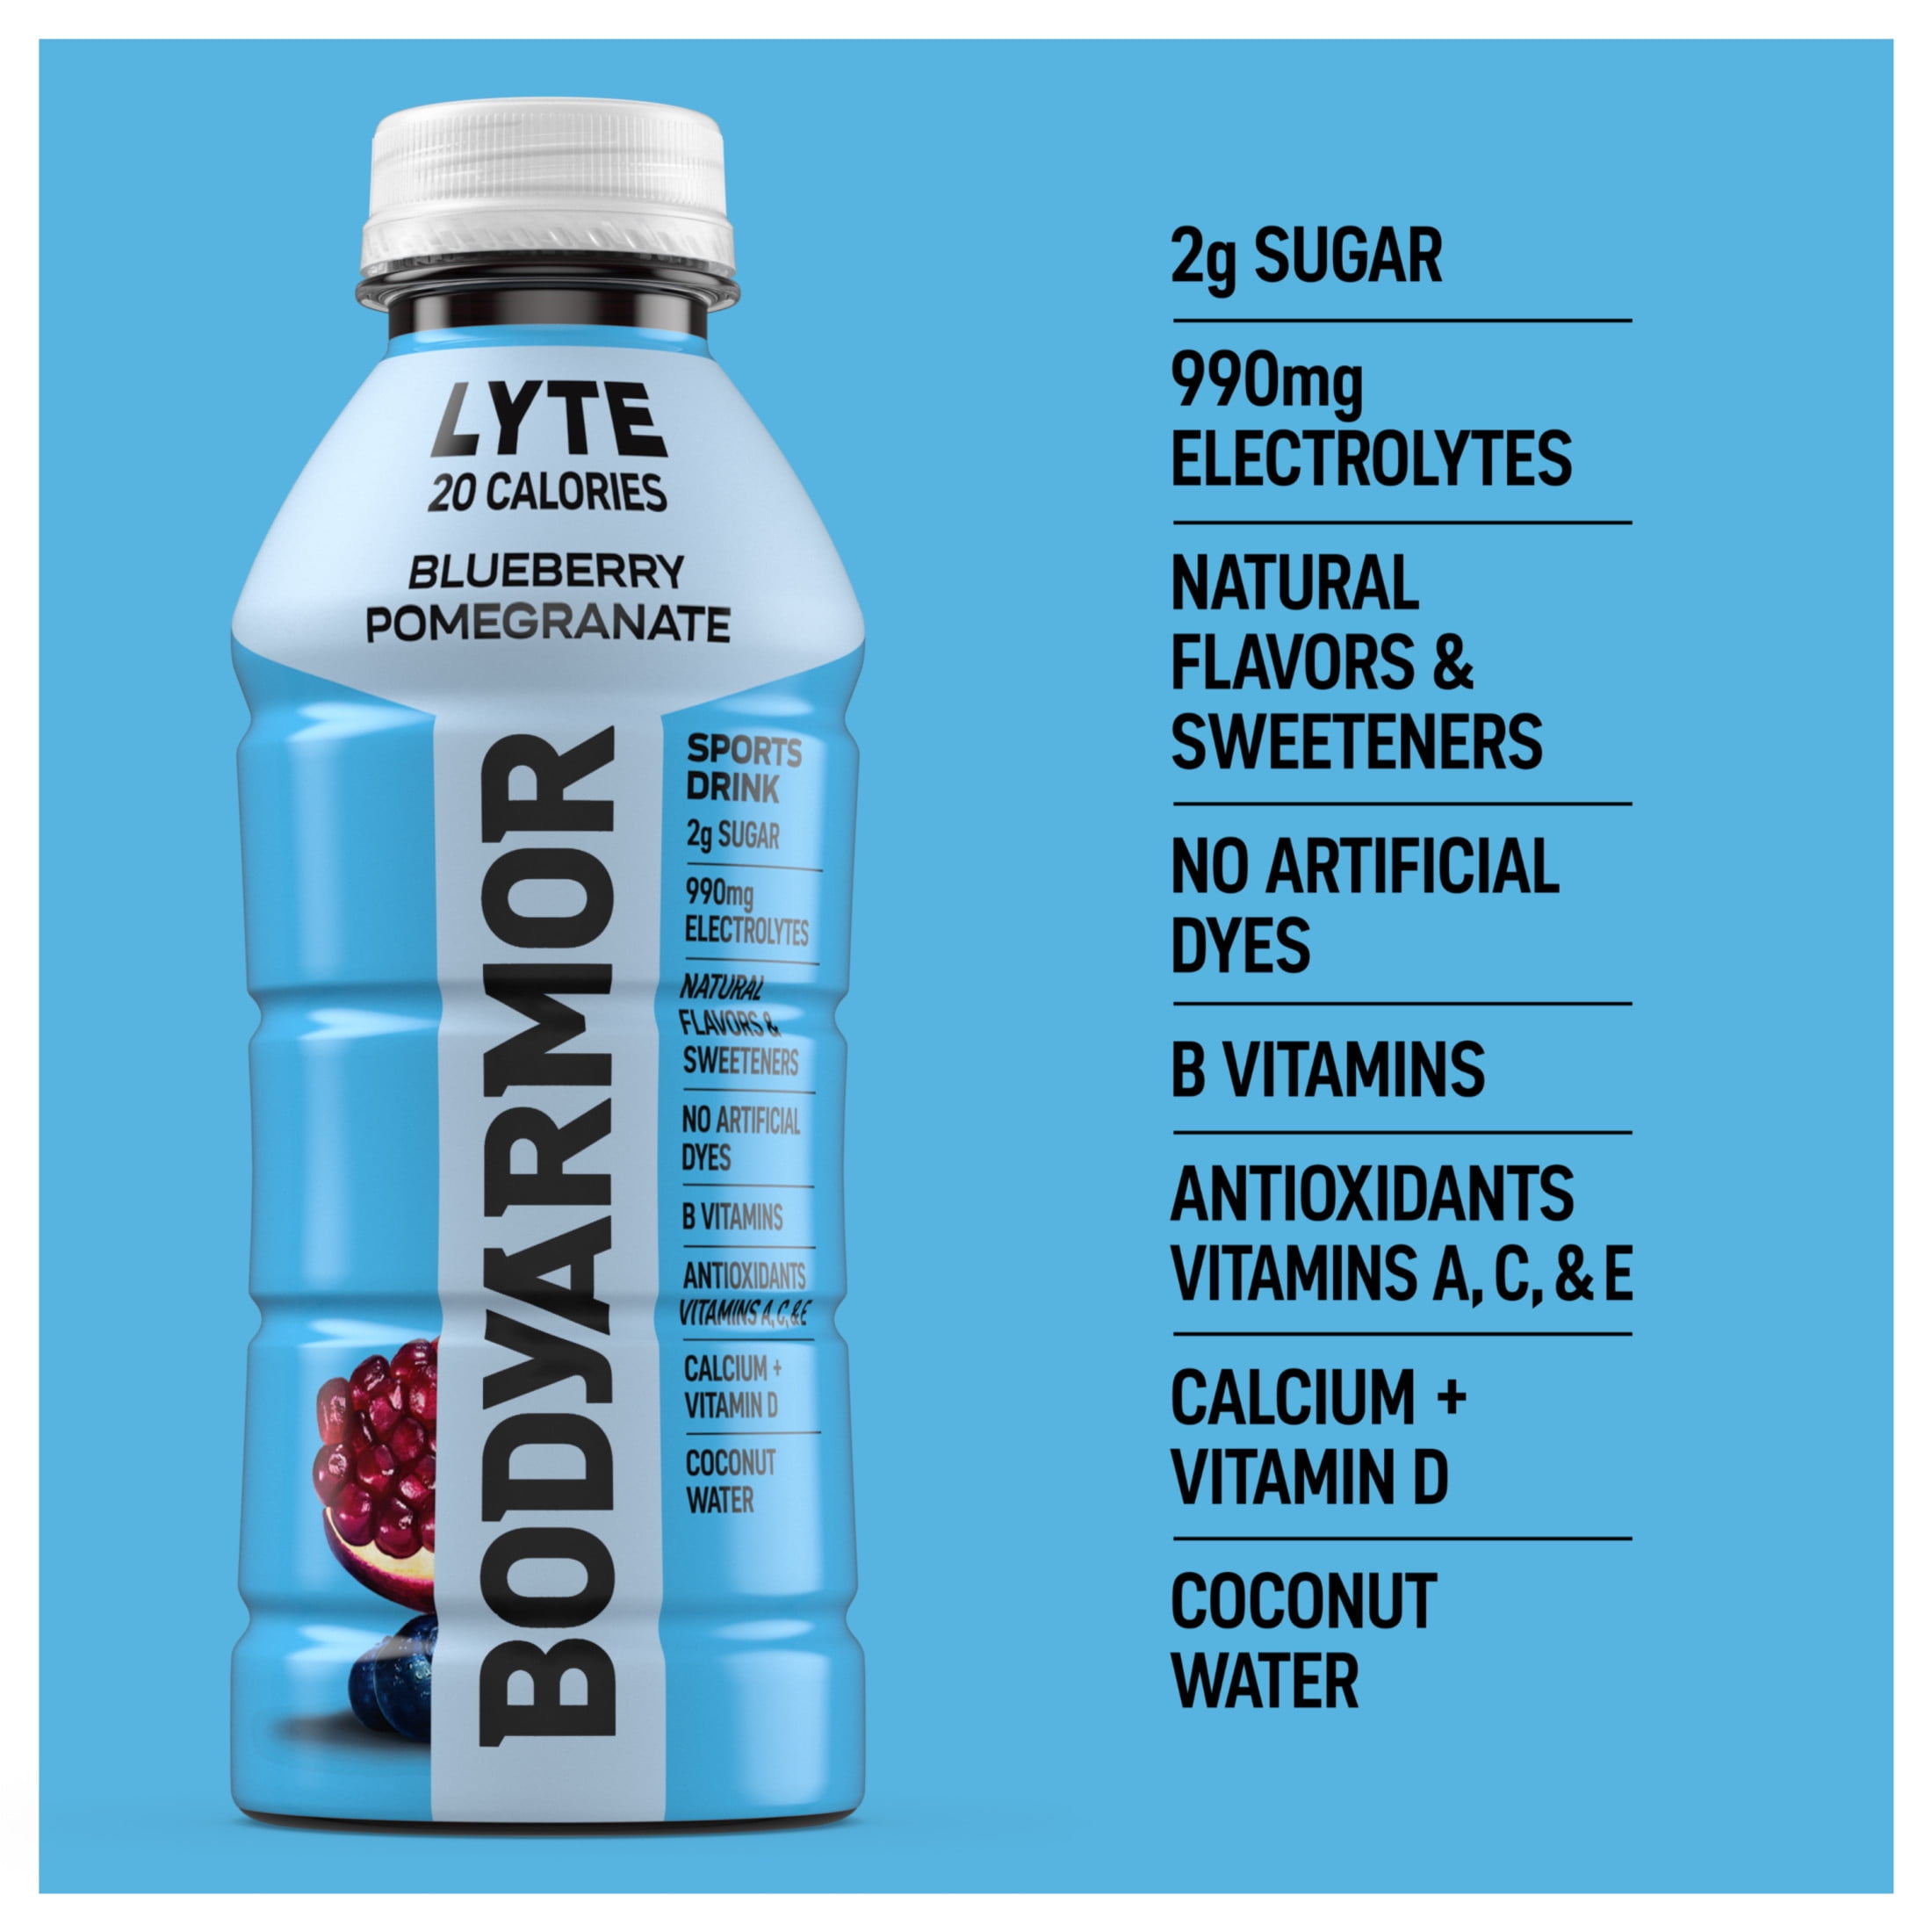 LYTE
20 CALORIES
BLUEBERRY
POMEGRANATE
BODYARMOR
SPORTS
DRINK
2g SUGAR
990mg
ELECTROLYTES
NATURAL
FLAVORS &
SWEETENERS
NO ARTIFICIAL
DYES
B VITAMINS
ANTIOXIDANTS
VITAMINS A, C, & E
CALCIUM +
VITAMIN D
COCONUT
WATER
2g SUGAR
990mg
ELECTROLYTES
NATURAL
FLAVORS &
SWEETENERS
NO ARTIFICIAL
DYES
B VITAMINS
ANTIOXIDANTS
VITAMINS A, C, & E
CALCIUM +
VITAMIN D
COCONUT
WATER